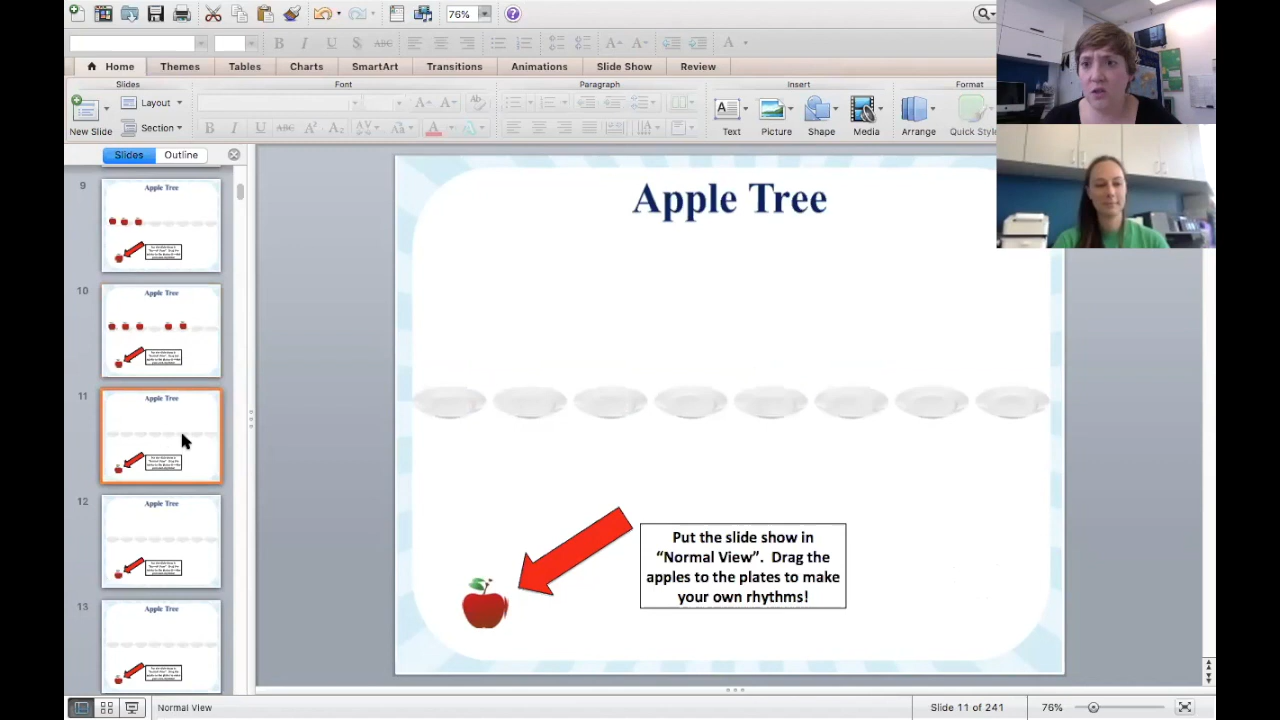 76%
Home
Themes
Tables
Charts
SmartArt
Transitions
Animations
Slide Show
Review
Slides
Font
Paragraph
Insert
Format
New Slide
Layout
Section
Text
Picture
Shape
Media
Arrange
Quick Style
Slides
Outline
9
Apple Tree
10
Apple Tree
11
Apple Tree
12
Apple Tree
13
Apple Tree
Apple Tree
Put the slide show in
“Normal View”. Drag the
apples to the plates to make
your own rhythms!
Normal View
Slide 11 of 241
76%